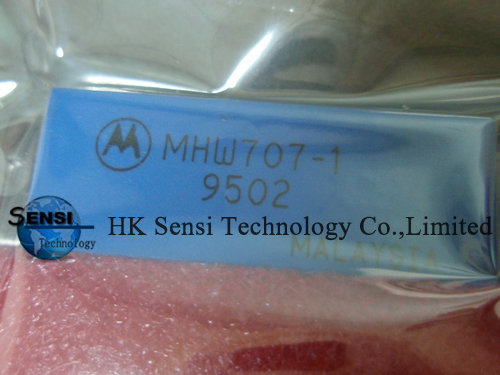 MHW707-1
9502
SENSI
Technology
HK Sensi Technology Co.,Limited
MALAYSIA